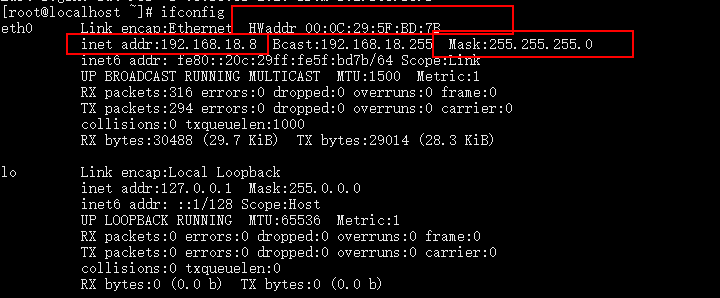 [root@localhost ~]# ifconfig
eth0 Link encap:Ethernet HWaddr 00:0C:29:5F:BD:7B
inet addr:192.168.18.8 Bcast:192.168.18.255 Mask:255.255.255.0
inet6 addr: fe80::20c:29ff:fe5f:bd7b/64 Scope:Link
UP BROADCAST RUNNING MULTICAST MTU:1500 Metric:1
RX packets:316 errors:0 dropped:0 overruns:0 frame:0
TX packets:229 errors:0 dropped:0 overruns:0 carrier:0
collisions:0 txqueuelen:1000
RX bytes:30488 (29.7 KiB) TX bytes:29014 (28.3 KiB)
lo Link encap:Local Loopback
inet addr:127.0.0.1 Mask:255.0.0.0
inet6 addr: ::1/128 Scope:Host
UP LOOPBACK RUNNING MTU:65536 Metric:1
RX packets:0 errors:0 dropped:0 overruns:0 frame:0
TX packets:0 errors:0 dropped:0 overruns:0 carrier:0
collisions:0 txqueuelen:0
RX bytes:0 (0.0 b) TX bytes:0 (0.0 b)